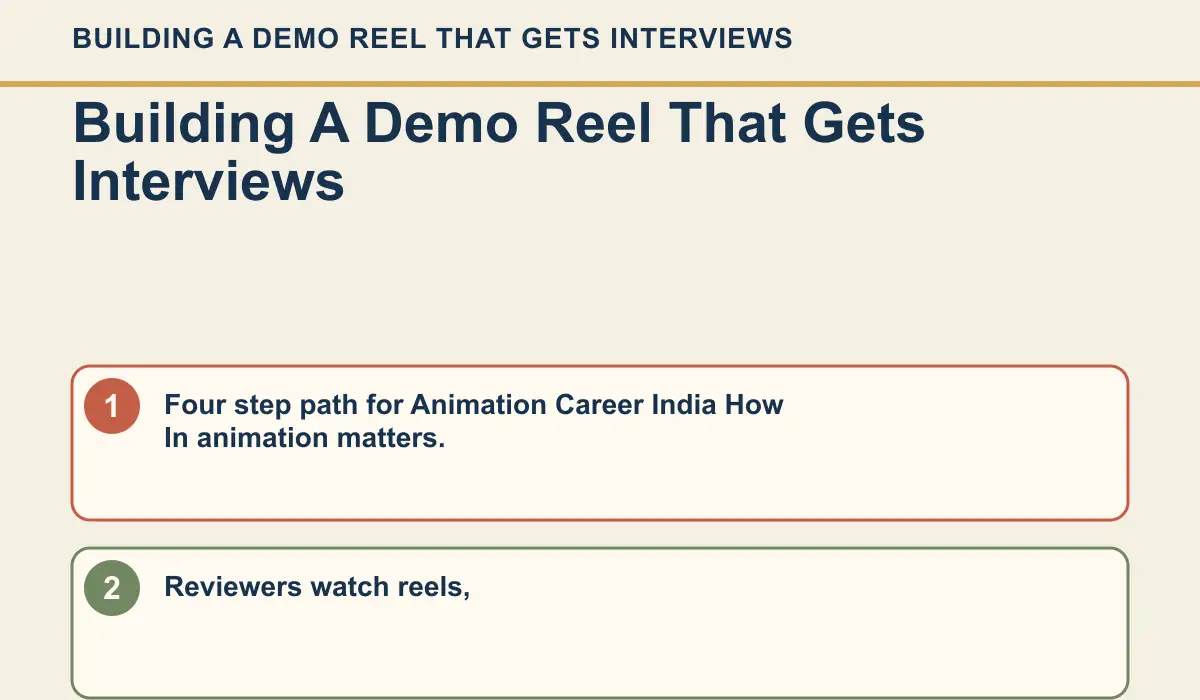 BUILDING A DEMO REEL THAT GETS INTERVIEWS
Building A Demo Reel That Gets
Interviews
1
Four step path for Animation Career India How
In animation matters.
2
Reviewers watch reels,